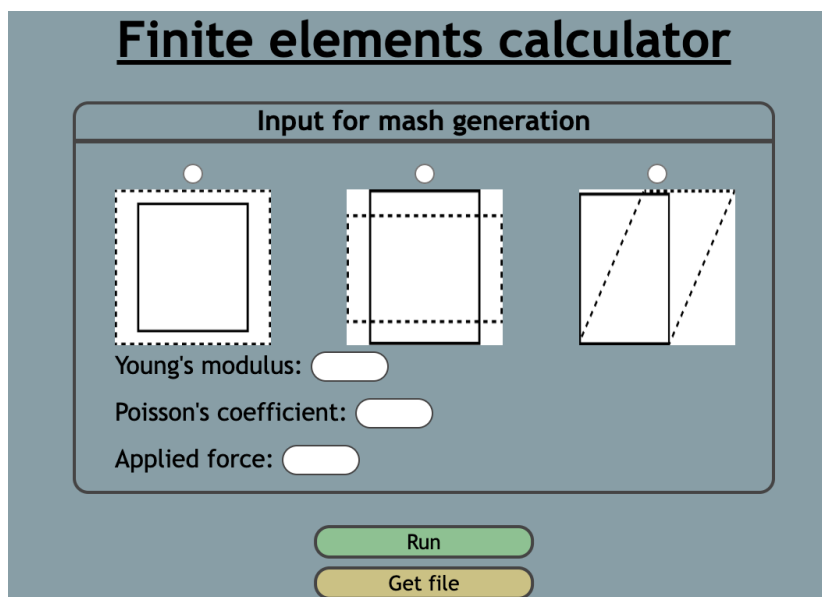 Finite elements calculator
Input for mash generation
Young's modulus:
Poisson's coefficient:
Applied force:
Run
Get file